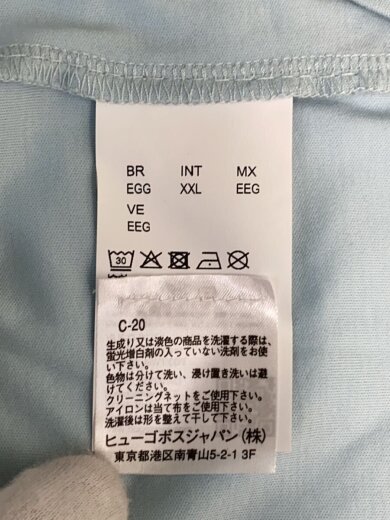 BR INT MX
EGG XXL EEG
VE
EEG
30
C-20
生成り又は淡色の商品を洗濯する際は、
蛍光増白剤の入っていない洗剤をお使
い下さい。
色物は分けて洗い、浸け置き洗いは避
けてください。
クリーニングネットをご使用下さい。
アイロンは当て布をご使用下さい。
洗濯後は形を整えて干して下さい。
ヒューゴボスジャパン(株)
東京都港区南青山5-2-1 3F